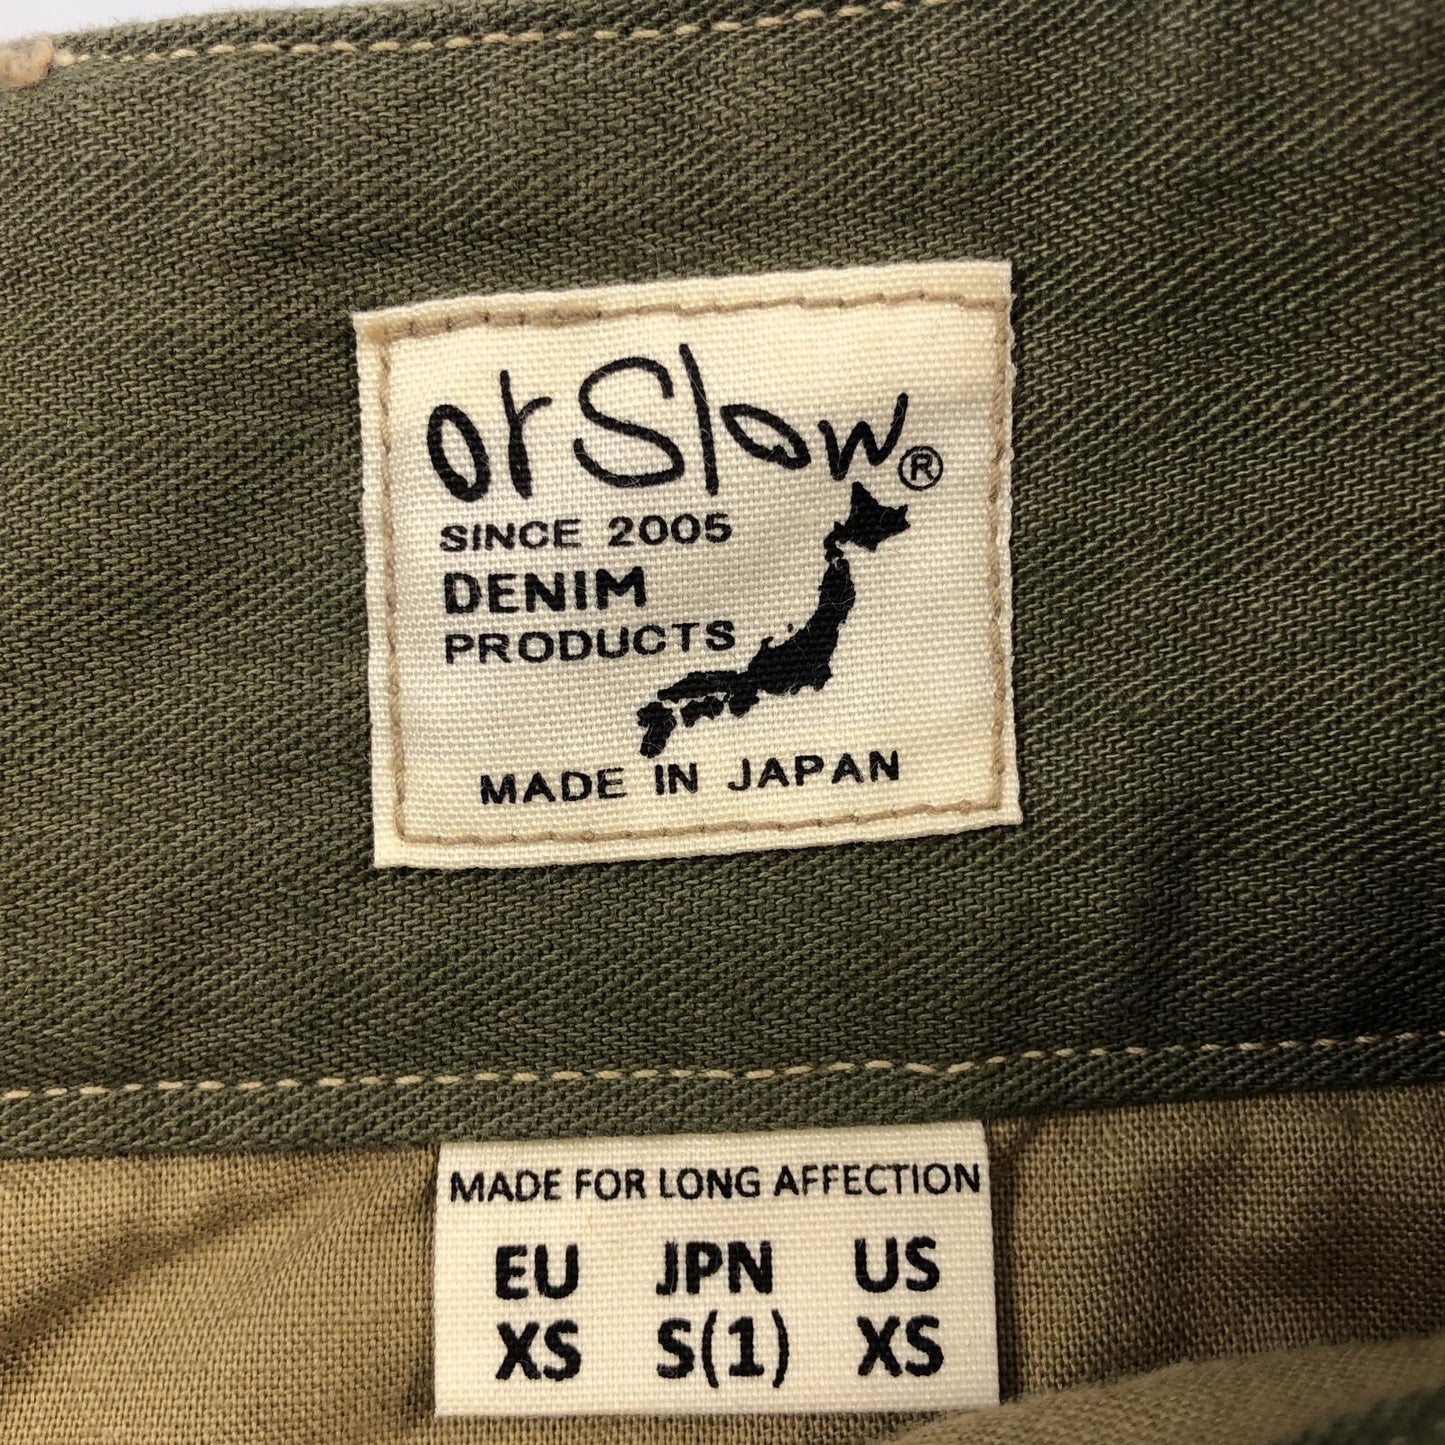 orSlow®
SINCE 2005
DENIM
PRODUCTS
MADE IN JAPAN
MADE FOR LONG AFFECTION
EU JPN US
XS S(1) XS